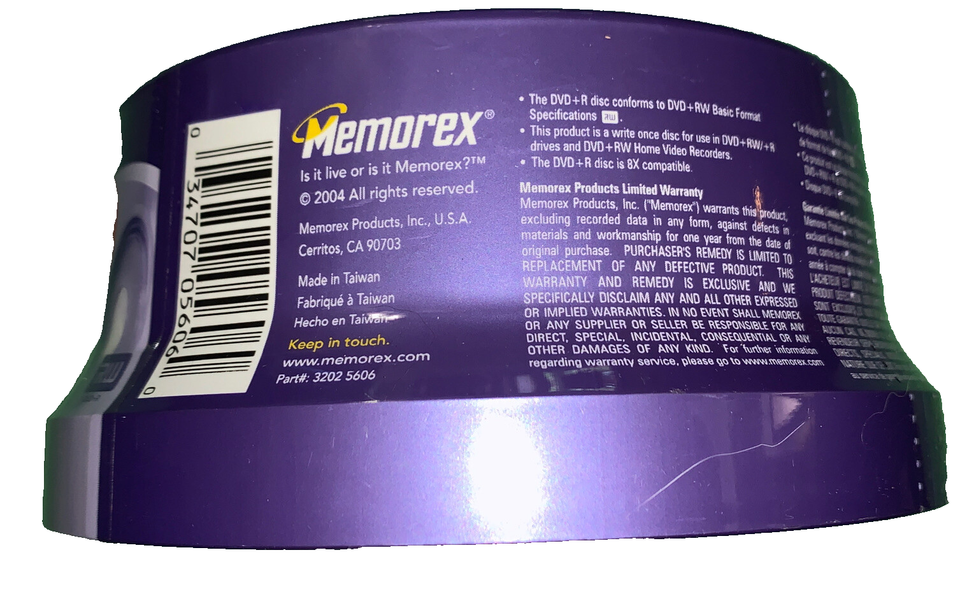 0 34707 05606 0
Memorex®
Is it live or is it Memorex?™
© 2004 All rights reserved.
Memorex Products, Inc., U.S.A.
Cerritos, CA 90703
Made in Taiwan
Fabriqué à Taiwan
Hecho en Taiwan
Keep in touch.
www.memorex.com
Part#: 3202 5606
• The DVD+R disc conforms to DVD+RW Basic Format
Specifications RW .
• This product is a write once disc for use in DVD+RW/+R
drives and DVD+RW Home Video Recorders.
• The DVD+R disc is 8X compatible.
Memorex Products Limited Warranty
Memorex Products, Inc. ("Memorex") warrants this product,
excluding recorded data in any form, against defects in
materials and workmanship for one year from the date of
original purchase. PURCHASER'S REMEDY IS LIMITED TO
REPLACEMENT OF ANY DEFECTIVE PRODUCT. THIS
WARRANTY AND REMEDY IS EXCLUSIVE AND WE
SPECIFICALLY DISCLAIM ANY AND ALL OTHER EXPRESSED
OR IMPLIED WARRANTIES. IN NO EVENT SHALL MEMOREX
OR ANY SUPPLIER OR SELLER BE RESPONSIBLE FOR ANY
DIRECT, SPECIAL, INCIDENTAL, CONSEQUENTIAL OR ANY
OTHER DAMAGES OF ANY KIND. For further information
regarding warranty service, please go to www.memorex.com